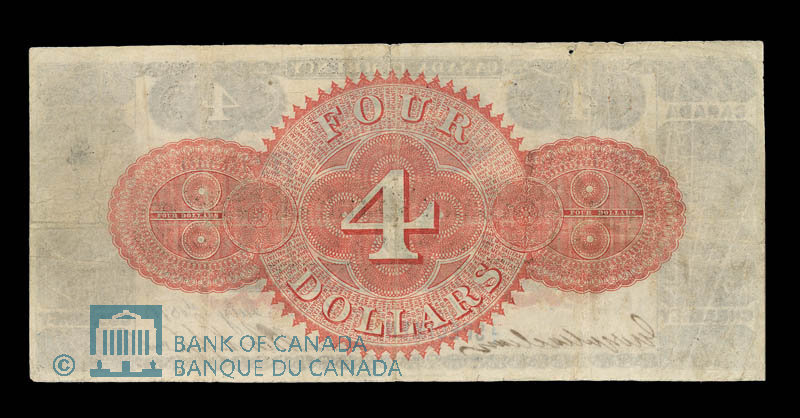 FOUR
4
FOUR DOLLARS
FOUR DOLLARS
DOLLARS
© BANK OF CANADA
BANQUE DU CANADA